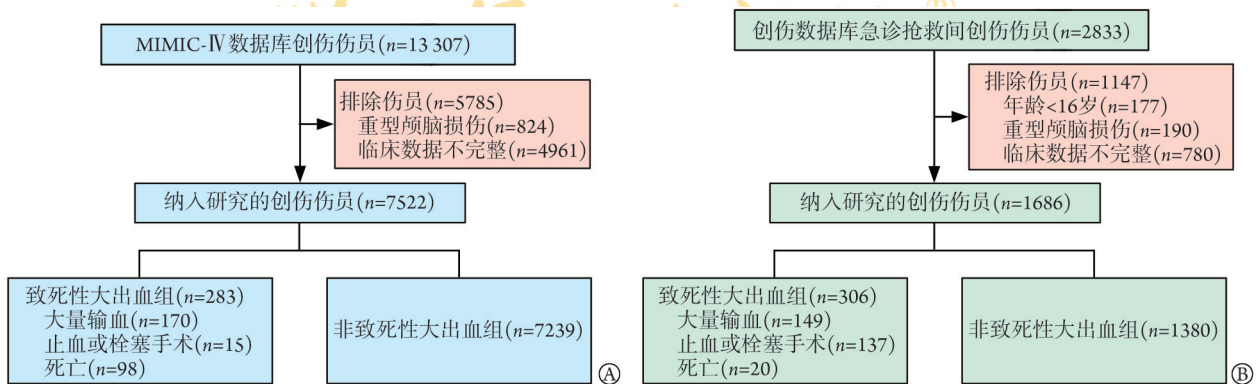 MIMIC-Ⅳ数据库创伤伤员(n=13 307)
排除伤员(n=5785)
重型颅脑损伤(n=824)
临床数据不完整(n=4961)
纳入研究的创伤伤员(n=7522)
致死性大出血组(n=283)
大量输血(n=170)
止血或栓塞手术(n=15)
死亡(n=98)
非致死性大出血组(n=7239)
Ⓐ
创伤数据库急诊抢救间创伤伤员(n=2833)
排除伤员(n=1147)
年龄<16岁(n=177)
重型颅脑损伤(n=190)
临床数据不完整(n=780)
纳入研究的创伤伤员(n=1686)
致死性大出血组(n=306)
大量输血(n=149)
止血或栓塞手术(n=137)
死亡(n=20)
非致死性大出血组(n=1380)
Ⓑ